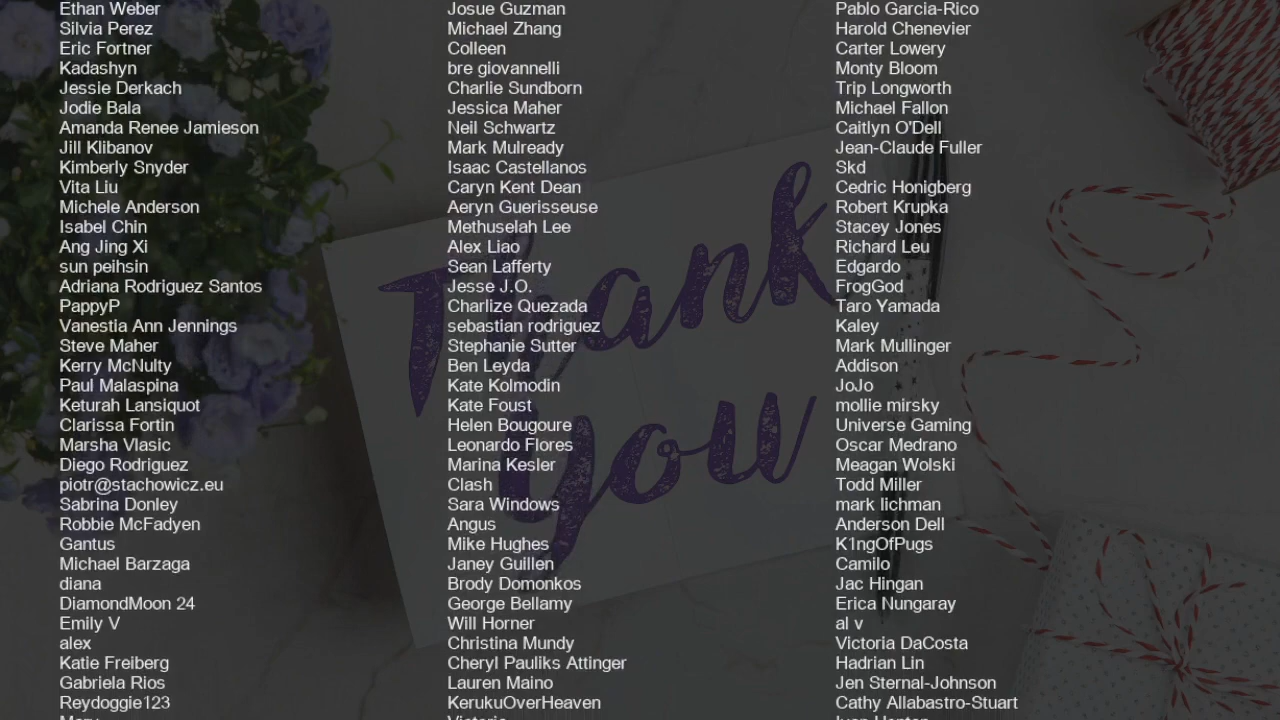 Ethan Weber
Silvia Perez
Eric Fortner
Kadashyn
Jessie Derkach
Jodie Bala
Amanda Renee Jamieson
Jill Klibanov
Kimberly Snyder
Vita Liu
Michele Anderson
Isabel Chin
Ang Jing Xi
sun peihsin
Adriana Rodriguez Santos
PappyP
Vanestia Ann Jennings
Steve Maher
Kerry McNulty
Paul Malaspina
Keturah Lansiquot
Clarissa Fortin
Marsha Vlasic
Diego Rodriguez
piotr@stachowicz.eu
Sabrina Donley
Robbie McFadyen
Gantus
Michael Barzaga
diana
DiamondMoon 24
Emily V
alex
Katie Freiberg
Gabriela Rios
Reydoggie123
Josue Guzman
Michael Zhang
Colleen
bre giovannelli
Charlie Sundborn
Jessica Maher
Neil Schwartz
Mark Mulready
Isaac Castellanos
Caryn Kent Dean
Aeryn Guerisseuse
Methuselah Lee
Alex Liao
Sean Lafferty
Jesse J.O.
Charlize Quezada
sebastian rodriguez
Stephanie Sutter
Ben Leyda
Kate Kolmodin
Kate Foust
Helen Bougoure
Leonardo Flores
Marina Kesler
Clash
Sara Windows
Angus
Mike Hughes
Janey Guillen
Brody Domonkos
George Bellamy
Will Horner
Christina Mundy
Cheryl Pauliks Attinger
Lauren Maino
KerukuOverHeaven
Pablo Garcia-Rico
Harold Chenevier
Carter Lowery
Monty Bloom
Trip Longworth
Michael Fallon
Caitlyn O'Dell
Jean-Claude Fuller
Skd
Cedric Honigberg
Robert Krupka
Stacey Jones
Richard Leu
Edgardo
FrogGod
Taro Yamada
Kaley
Mark Mullinger
Addison
JoJo
mollie mirsky
Universe Gaming
Oscar Medrano
Meagan Wolski
Todd Miller
mark lichman
Anderson Dell
K1ngOfPugs
Camilo
Jac Hingan
Erica Nungaray
al v
Victoria DaCosta
Hadrian Lin
Jen Sternal-Johnson
Cathy Allabastro-Stuart
Thank
you